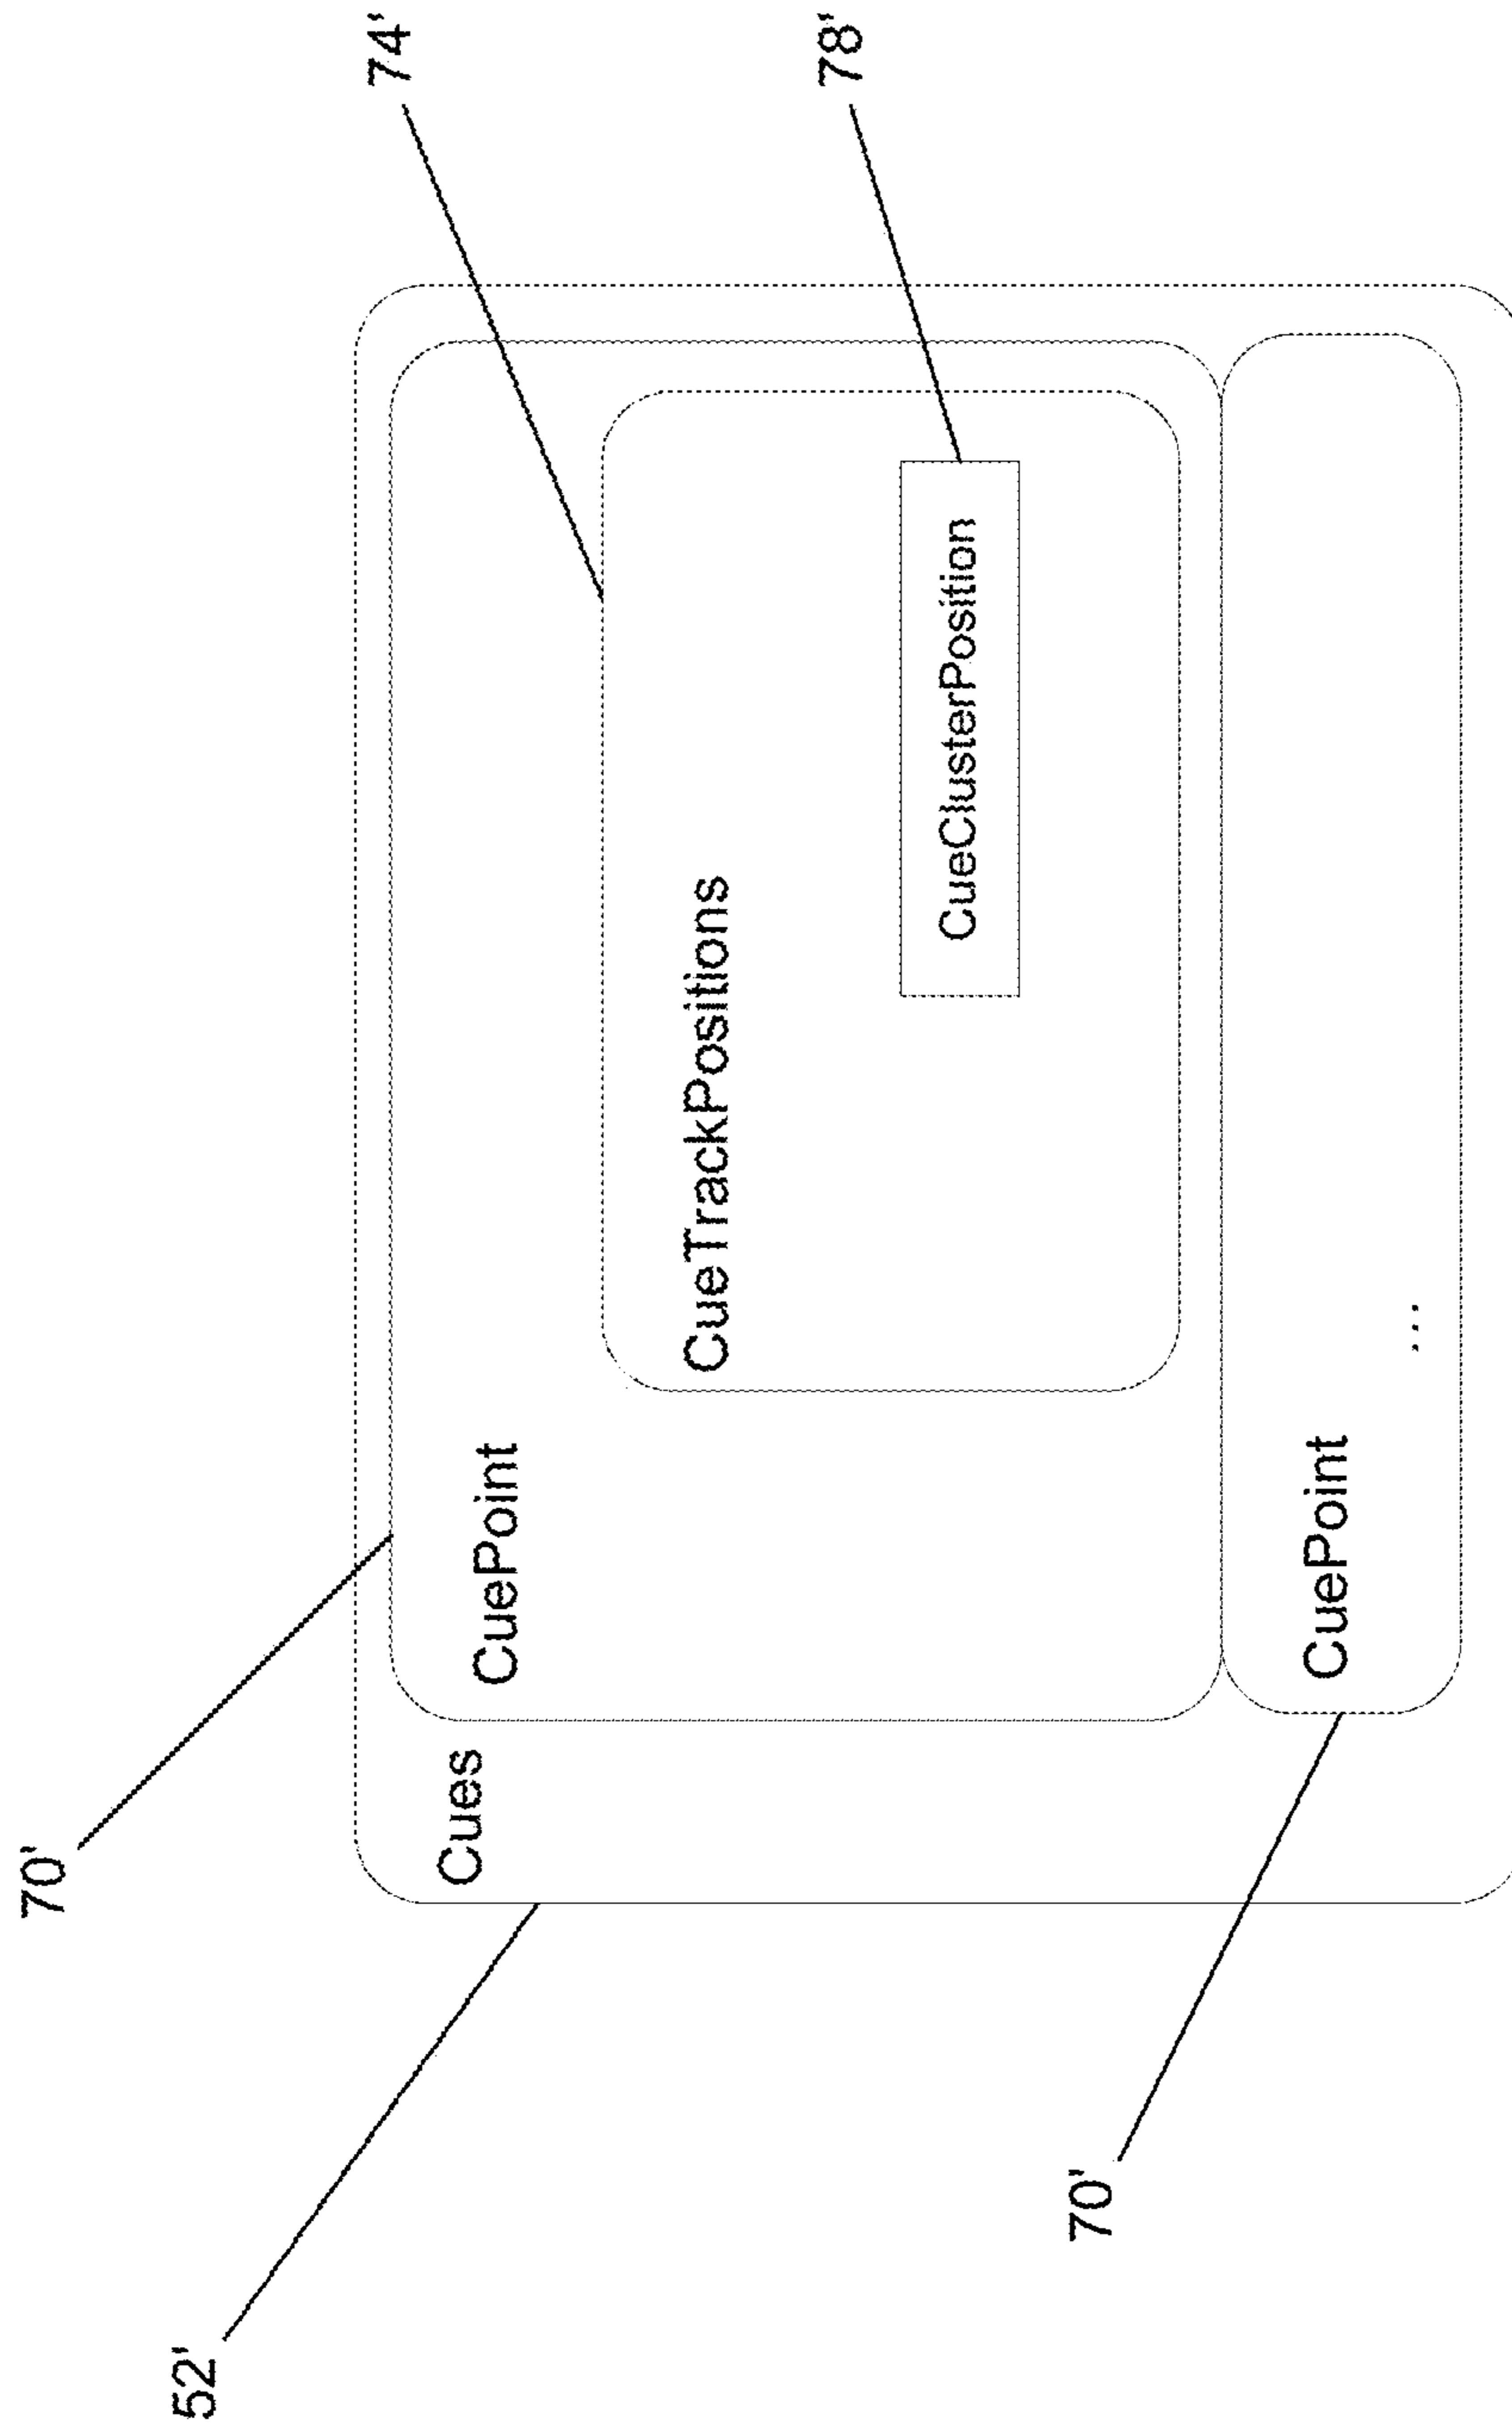 52'
70'
Cues
CuePoint
74'
CueTrackPositions
78'
CueClusterPosition
70'
CuePoint
...